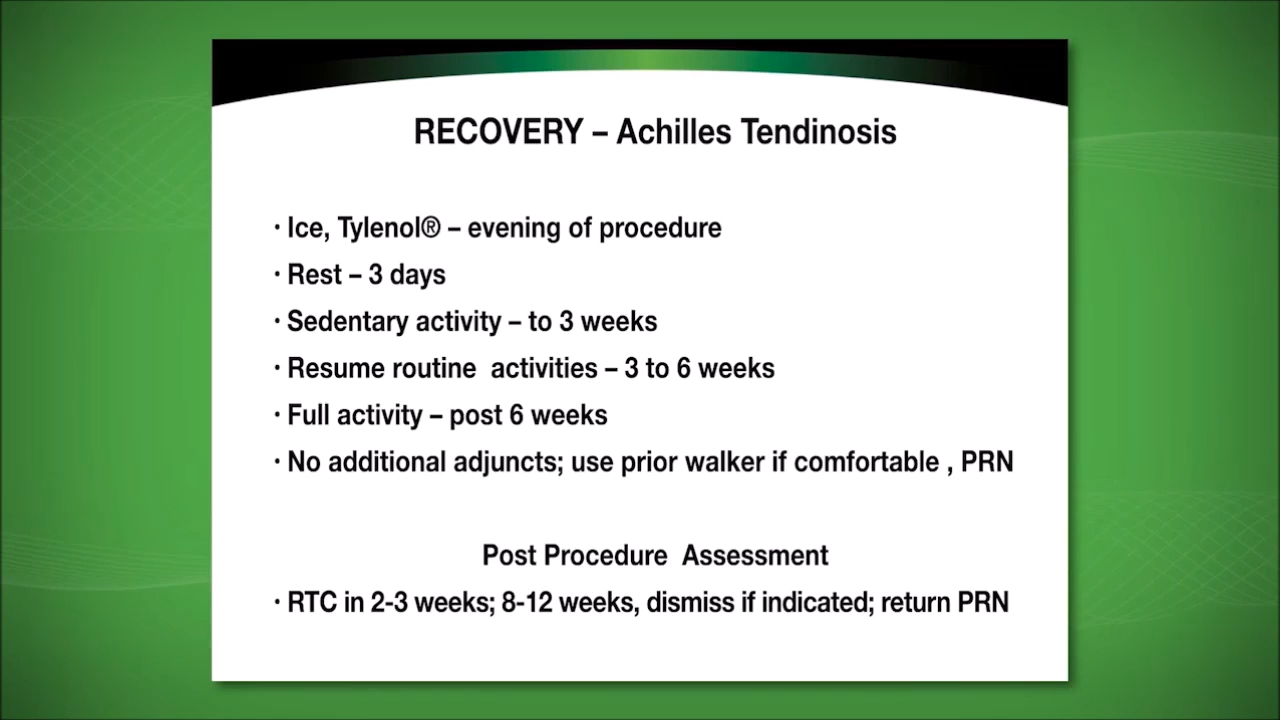 RECOVERY – Achilles Tendinosis
· Ice, Tylenol® – evening of procedure
· Rest – 3 days
· Sedentary activity – to 3 weeks
· Resume routine  activities – 3 to 6 weeks
· Full activity – post 6 weeks
· No additional adjuncts; use prior walker if comfortable , PRN
Post Procedure  Assessment
· RTC in 2-3 weeks; 8-12 weeks, dismiss if indicated; return PRN